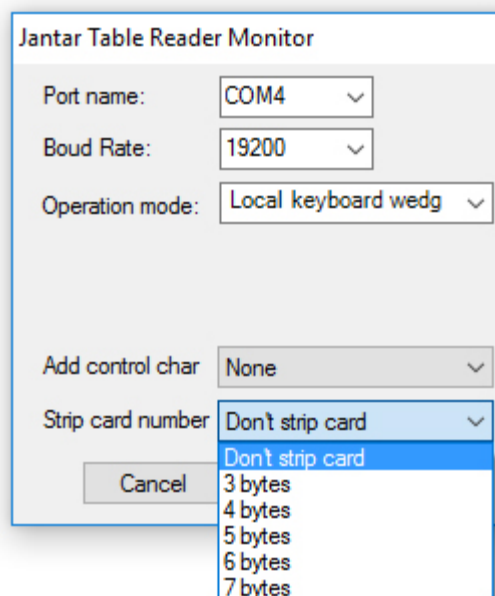 Jantar Table Reader Monitor
Port name: COM4
Boud Rate: 19200
Operation mode: Local keyboard wedg
Add control char None
Strip card number Don't strip card
Don't strip card
Cancel 3 bytes
4 bytes
5 bytes
6 bytes
7 bytes